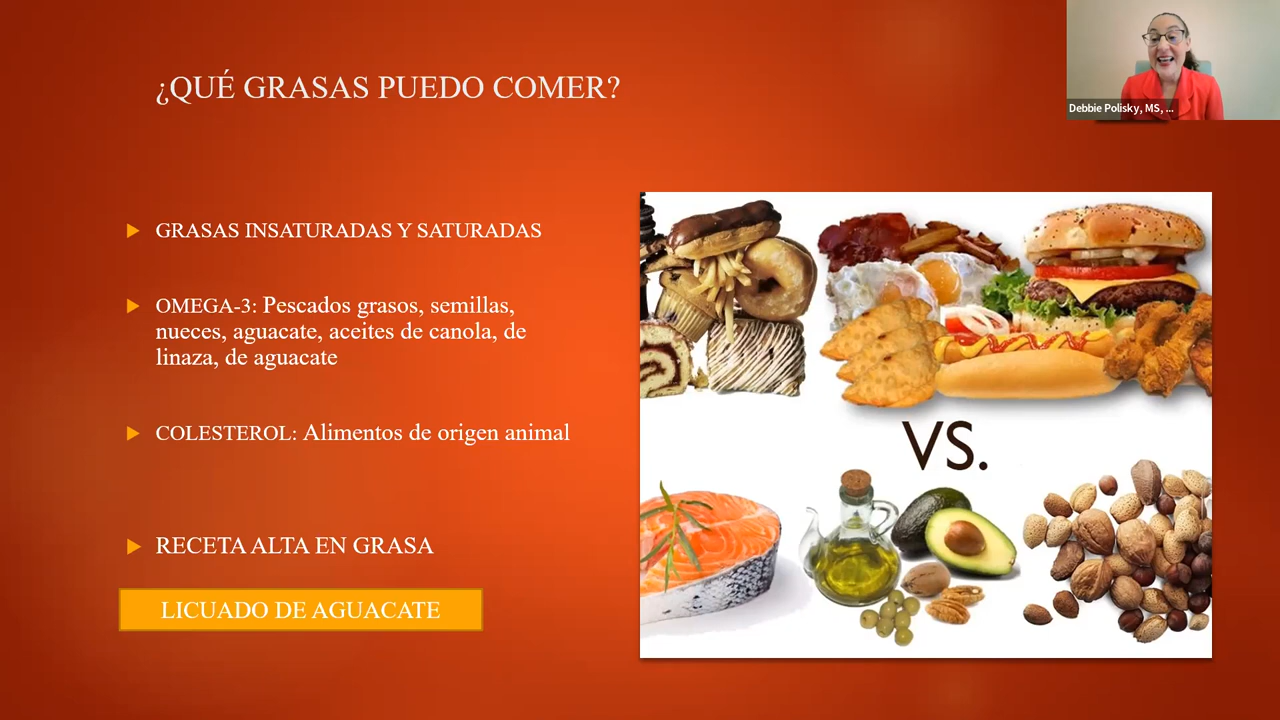 ¿QUÉ GRASAS PUEDO COMER?
Debbie Polisky, MS, ...
GRASAS INSATURADAS Y SATURADAS
OMEGA-3: Pescados grasos, semillas,
nueces, aguacate, aceites de canola, de
linaza, de aguacate
COLESTEROL: Alimentos de origen animal
VS.
RECETA ALTA EN GRASA
LICUADO DE AGUACATE